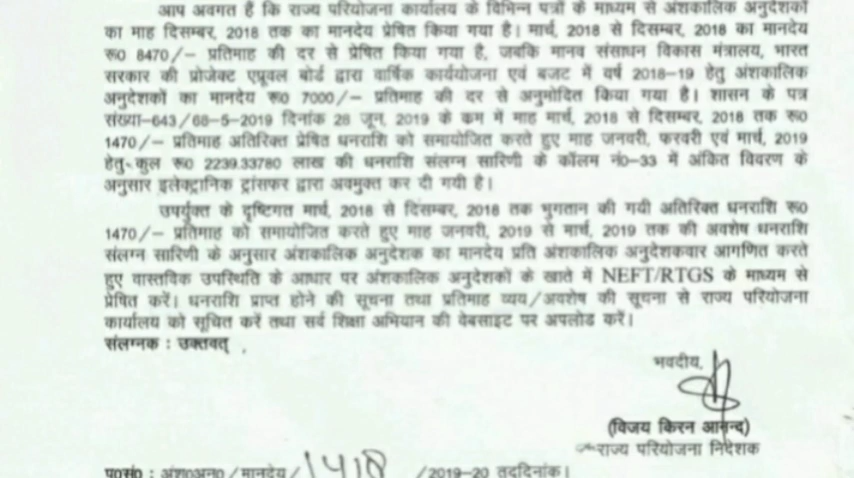 आप अवगत हैं कि राज्य परियोजना कार्यालय के विभिन्न पत्रों के माध्यम से अंशकालिक अनुदेशकों
का माह दिसम्बर, 2018 तक का मानदेय प्रेषित किया गया है। मार्च, 2018 से दिसम्बर, 2018 का मानदेय
रू0 8470/– प्रतिमाह की दर से प्रेषित किया गया है, जबकि मानव संसाधन विकास मंत्रालय, भारत
सरकार की प्रोजेक्ट एप्रूवल बोर्ड द्वारा वार्षिक कार्ययोजना एवं बजट में वर्ष 2018-19 हेतु अंशकालिक
अनुदेशकों का मानदेय रू0 7000/– प्रतिमाह की दर से अनुमोदित किया गया है। शासन के पत्र
संख्या-643/68-5-2019 दिनांक 28 जून, 2019 के कम में माह मार्च, 2018 से दिसम्बर, 2018 तक रू0
1470/– प्रतिमाह अतिरिक्त प्रेषित धनराशि को समायोजित करते हुए माह जनवरी, फरवरी एवं मार्च, 2019
हेतु कुल रू0 2239.33780 लाख की धनराशि संलग्न सारिणी के कॉलम नं0-33 में अंकित विवरण के
अनुसार इलेक्ट्रानिक ट्रांसफर द्वारा अवमुक्त कर दी गयी है।
उपर्युक्त के दृष्टिगत मार्च, 2018 से दिसम्बर, 2018 तक भुगतान की गयी अतिरिक्त धनराशि रू0
1470/– प्रतिमाह को समायोजित करते हुए माह जनवरी, 2019 से मार्च, 2019 तक की अवशेष धनराशि
संलग्न सारिणी के अनुसार अंशकालिक अनुदेशक का मानदेय प्रति अंशकालिक अनुदेशकवार आगणित करते
हुए वास्तविक उपस्थिति के आधार पर अंशकालिक अनुदेशकों के खाते में NEFT/RTGS के माध्यम से
प्रेषित करें। धनराशि प्राप्त होने की सूचना तथा प्रतिमाह व्यय/अवशेष की सूचना से राज्य परियोजना
कार्यालय को सूचित करें तथा सर्व शिक्षा अभियान की वेबसाइट पर अपलोड करें।
संलग्नक : उक्तवत्
भवदीय,
(विजय किरन आनन्द)
राज्य परियोजना निदेशक
पृ0सं0 : अंश0अनु0/मानदेय/1418 /2019-20 तद्दिनांक।